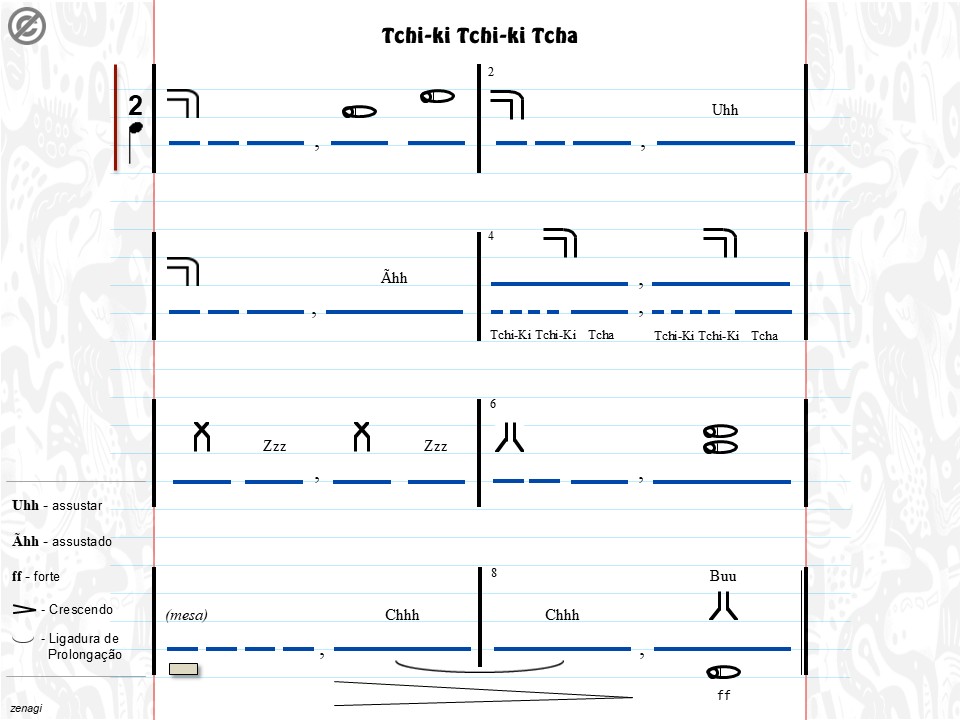 Tchi-ki Tchi-ki Tcha
2
2
Uhh
, ,
Ãhh
4
, ,
, ,
Tchi-Ki Tchi-Ki Tcha Tchi-Ki Tchi-Ki Tcha
Zzz Zzz
6
, ,
Uhh - assustar
Ãhh - assustado
ff - forte
- Crescendo
- Ligadura de
Prolongação
8
Buu
(mesa) Chhh Chhh
, ,
ff
zenagi